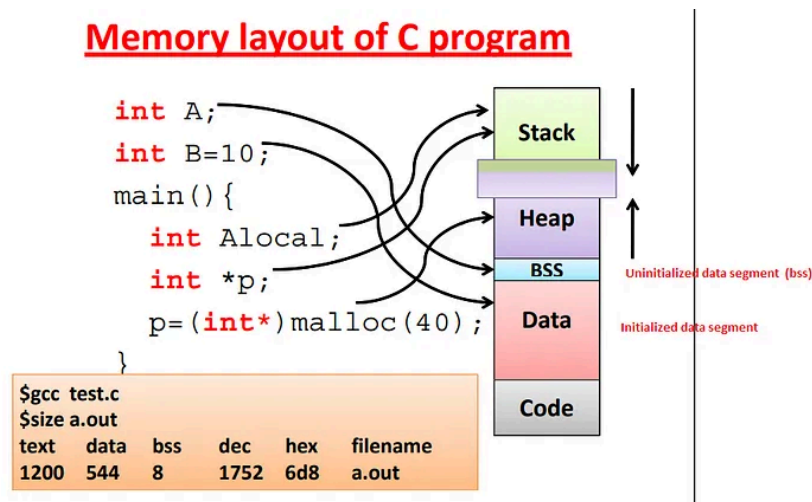 Memory layout of C program
int A;
int B=10;
main(){
int Alocal;
int *p;
p=(int*)malloc(40);
}
Stack
Heap
BSS
Data
Code
Uninitialized data segment (bss)
Initialized data segment
$gcc test.c
$size a.out
text data bss dec hex filename
1200 544 8 1752 6d8 a.out